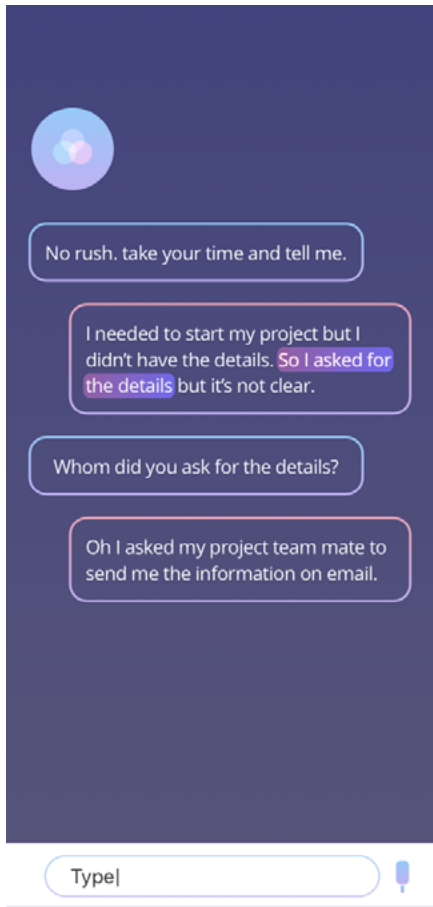 No rush. take your time and tell me.
I needed to start my project but I
didn't have the details. So I asked for
the details but it's not clear.
Whom did you ask for the details?
Oh I asked my project team mate to
send me the information on email.
Type|